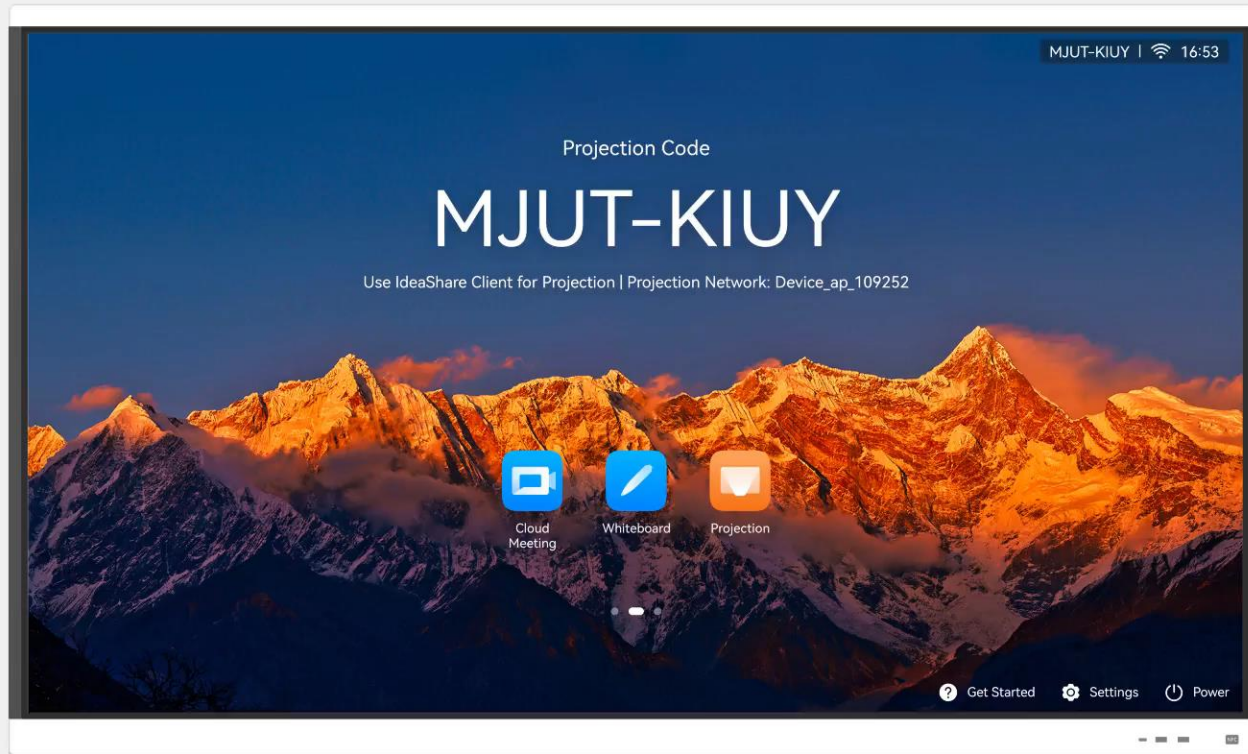 MJUT-KIUY | 16:53
Projection Code
MJUT-KIUY
Use IdeaShare Client for Projection | Projection Network: Device_ap_109252
Cloud
Meeting
Whiteboard
Projection
Get Started
Settings
Power